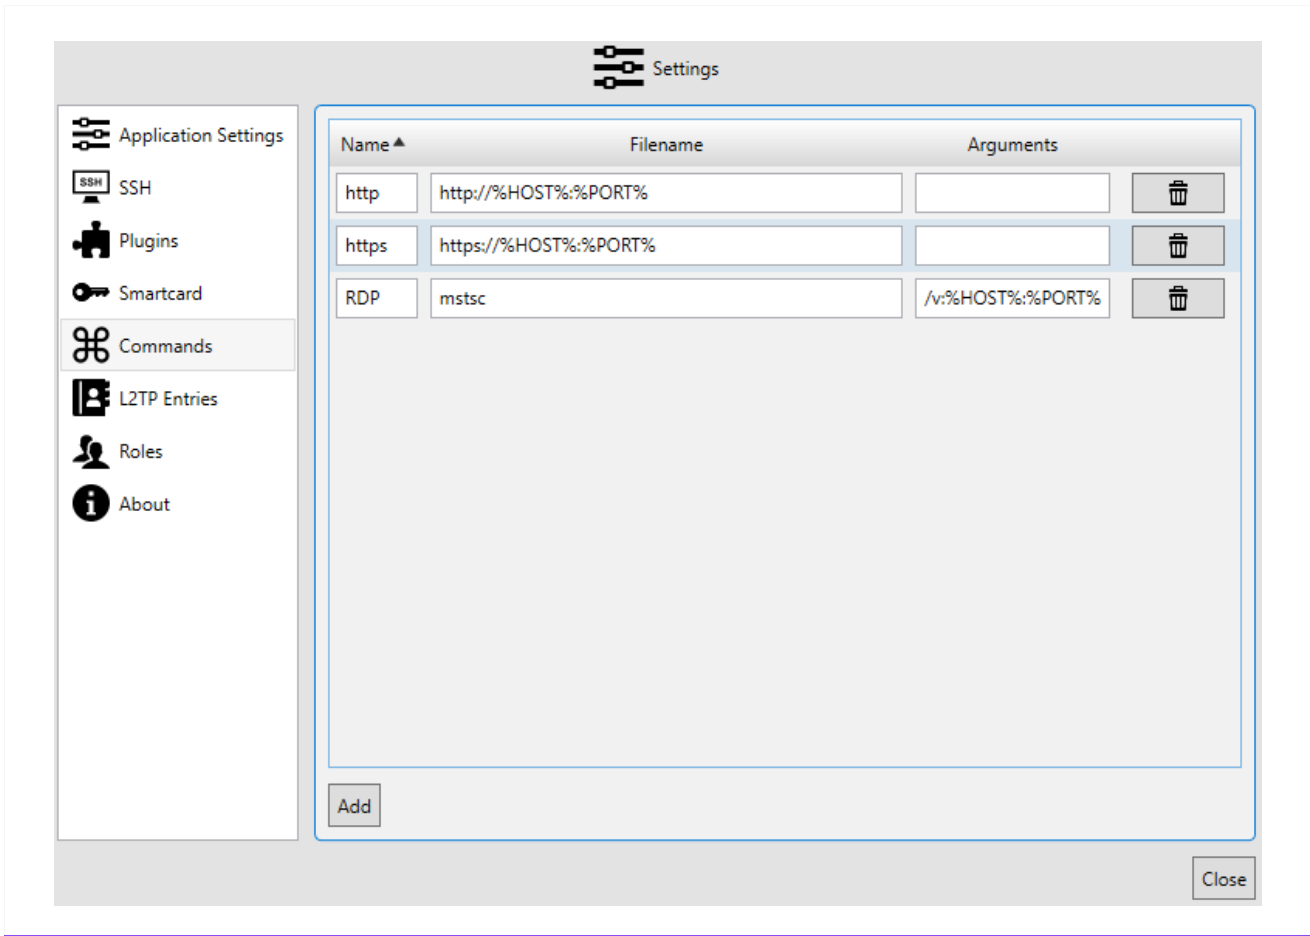 Settings
Application Settings
SSH
SSH
Plugins
Smartcard
Commands
L2TP Entries
Roles
About
Name Filename Arguments
http http://%HOST%:%PORT%
https https://%HOST%:%PORT%
RDP mstsc /v:%HOST%:%PORT%
Add
Close